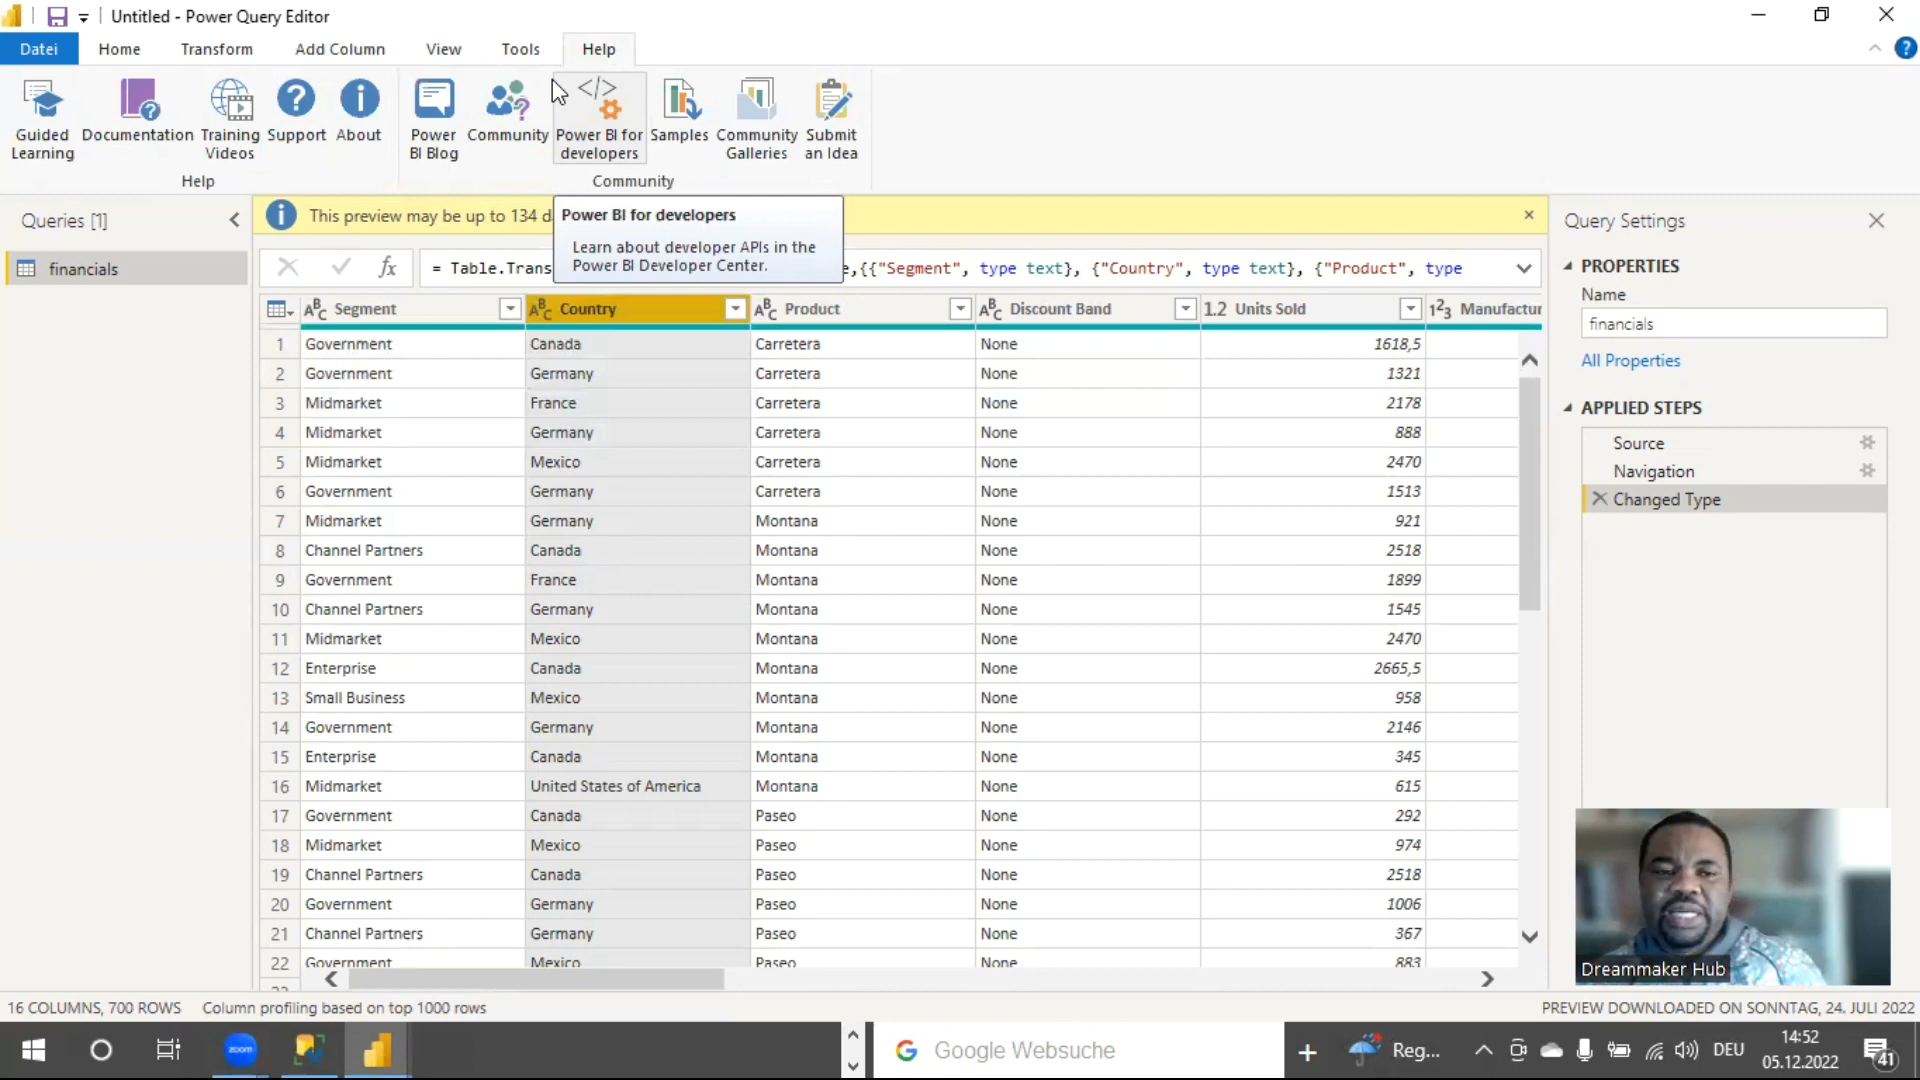 Untitled - Power Query Editor
Datei Home Transform Add Column View Tools Help
Guided Learning
Documentation
Training Videos
Support
About
Power BI Blog
Community
Power BI for developers
Samples
Community Galleries
Submit an Idea
Help
Community
Queries [1]
financials
This preview may be up to 134 d
Power BI for developers
Learn about developer APIs in the
Power BI Developer Center.
= Table.Trans e,{{"Segment", type text}, {"Country", type text}, {"Product", type
Segment Country Product Discount Band 1.2 Units Sold Manufactur
1 Government Canada Carretera None 1618,5
2 Government Germany Carretera None 1321
3 Midmarket France Carretera None 2178
4 Midmarket Germany Carretera None 888
5 Midmarket Mexico Carretera None 2470
6 Government Germany Carretera None 1513
7 Midmarket Germany Montana None 921
8 Channel Partners Canada Montana None 2518
9 Government France Montana None 1899
10 Channel Partners Germany Montana None 1545
11 Midmarket Mexico Montana None 2470
12 Enterprise Canada Montana None 2665,5
13 Small Business Mexico Montana None 958
14 Government Germany Montana None 2146
15 Enterprise Canada Montana None 345
16 Midmarket United States of America Montana None 615
17 Government Canada Paseo None 292
18 Midmarket Mexico Paseo None 974
19 Channel Partners Canada Paseo None 2518
20 Government Germany Paseo None 1006
21 Channel Partners Germany Paseo None 367
22 Government Mexico Paseo None 883
Query Settings
PROPERTIES
Name
financials
All Properties
APPLIED STEPS
Source
Navigation
Changed Type
Dreammaker Hub
16 COLUMNS, 700 ROWS Column profiling based on top 1000 rows
PREVIEW DOWNLOADED ON SONNTAG, 24. JULI 2022
zoom
Google Websuche
Reg...
DEU
14:52
05.12.2022
41